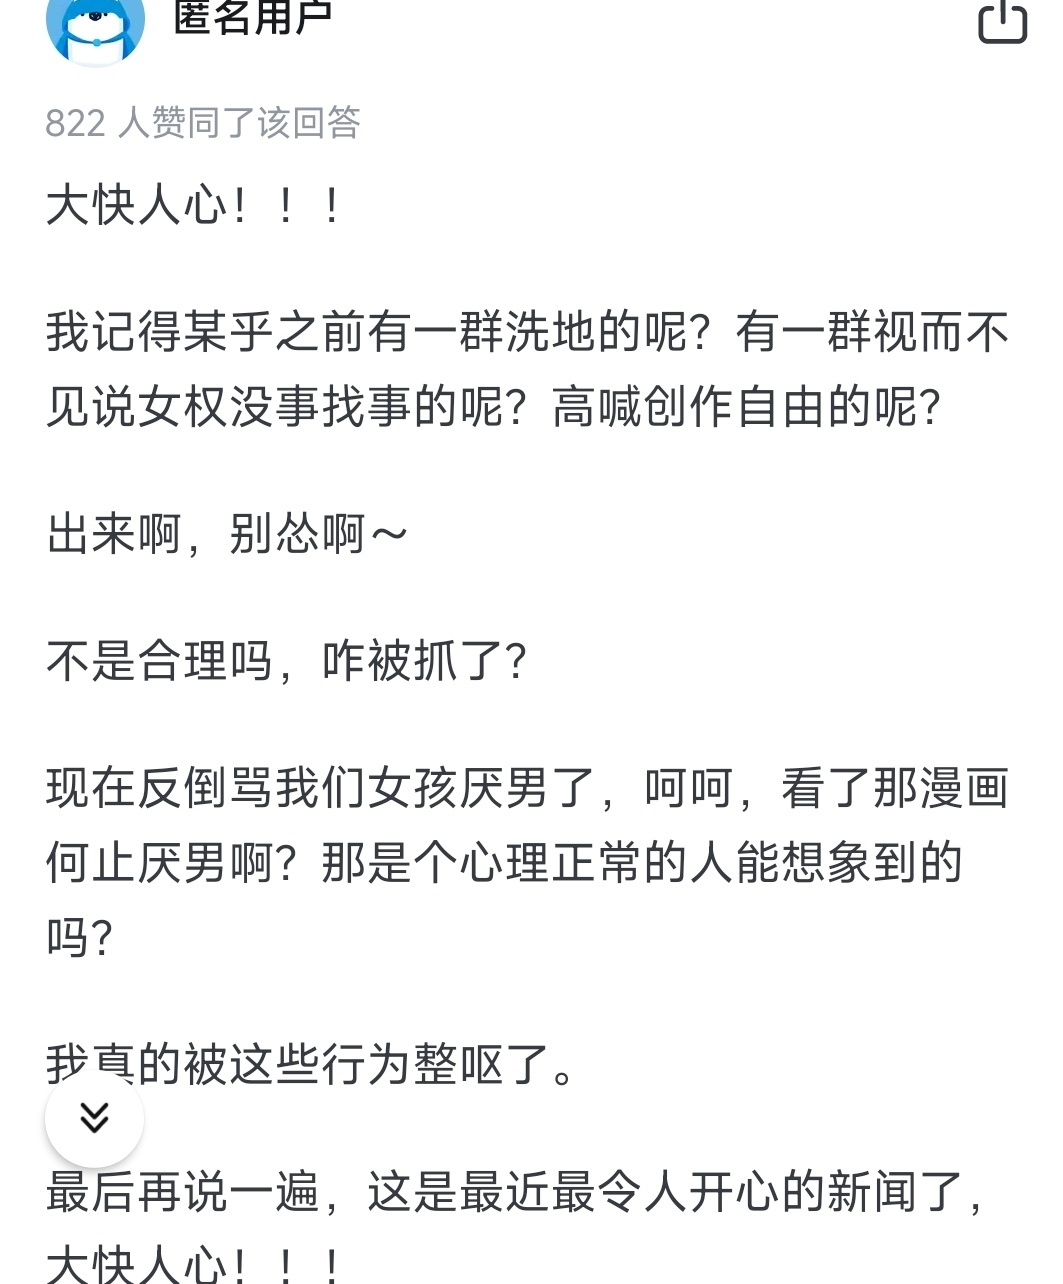 匿名用户
822 人赞同了该回答
大快人心！！！
我记得某乎之前有一群洗地的呢？有一群视而不
见说女权没事找事的呢？高喊创作自由的呢？
出来啊，别怂啊～
不是合理吗，咋被抓了？
现在反倒骂我们女孩厌男了，呵呵，看了那漫画
何止厌男啊？那是个心理正常的人能想象到的
吗？
我真的被这些行为整呕了。
最后再说一遍，这是最近最令人开心的新闻了，
大快人心！！！